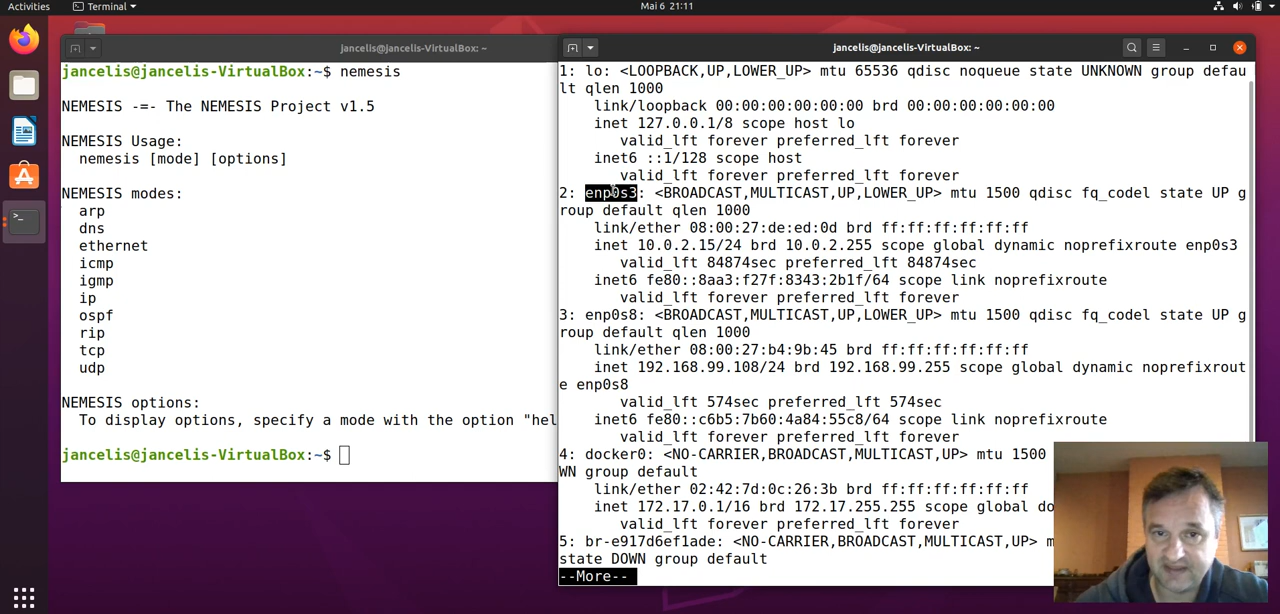 Activities
Terminal
Mai 6 21:11
jancelis@jancelis-VirtualBox: ~
jancelis@jancelis-VirtualBox:~$ nemesis
NEMESIS -=- The NEMESIS Project v1.5
NEMESIS Usage:
nemesis [mode] [options]
NEMESIS modes:
arp
dns
ethernet
icmp
igmp
ip
ospf
rip
tcp
udp
NEMESIS options:
To display options, specify a mode with the option "hel
jancelis@jancelis-VirtualBox:~$
jancelis@jancelis-VirtualBox: ~
1: lo: <LOOPBACK,UP,LOWER_UP> mtu 65536 qdisc noqueue state UNKNOWN group defau
lt qlen 1000
link/loopback 00:00:00:00:00:00 brd 00:00:00:00:00:00
inet 127.0.0.1/8 scope host lo
valid_lft forever preferred_lft forever
inet6 ::1/128 scope host
valid_lft forever preferred_lft forever
2: enp0s3: <BROADCAST,MULTICAST,UP,LOWER_UP> mtu 1500 qdisc fq_codel state UP g
roup default qlen 1000
link/ether 08:00:27:de:ed:0d brd ff:ff:ff:ff:ff:ff
inet 10.0.2.15/24 brd 10.0.2.255 scope global dynamic noprefixroute enp0s3
valid_lft 84874sec preferred_lft 84874sec
inet6 fe80::8aa3:f27f:8343:2b1f/64 scope link noprefixroute
valid_lft forever preferred_lft forever
3: enp0s8: <BROADCAST,MULTICAST,UP,LOWER_UP> mtu 1500 qdisc fq_codel state UP g
roup default qlen 1000
link/ether 08:00:27:b4:9b:45 brd ff:ff:ff:ff:ff:ff
inet 192.168.99.108/24 brd 192.168.99.255 scope global dynamic noprefixrout
e enp0s8
valid_lft 574sec preferred_lft 574sec
inet6 fe80::c6b5:7b60:4a84:55c8/64 scope link noprefixroute
valid_lft forever preferred_lft forever
4: docker0: <NO-CARRIER,BROADCAST,MULTICAST,UP> mtu 1500
WN group default
link/ether 02:42:7d:0c:26:3b brd ff:ff:ff:ff:ff:ff
inet 172.17.0.1/16 brd 172.17.255.255 scope global do
valid_lft forever preferred_lft forever
5: br-e917d6ef1ade: <NO-CARRIER,BROADCAST,MULTICAST,UP> m
state DOWN group default
--More--